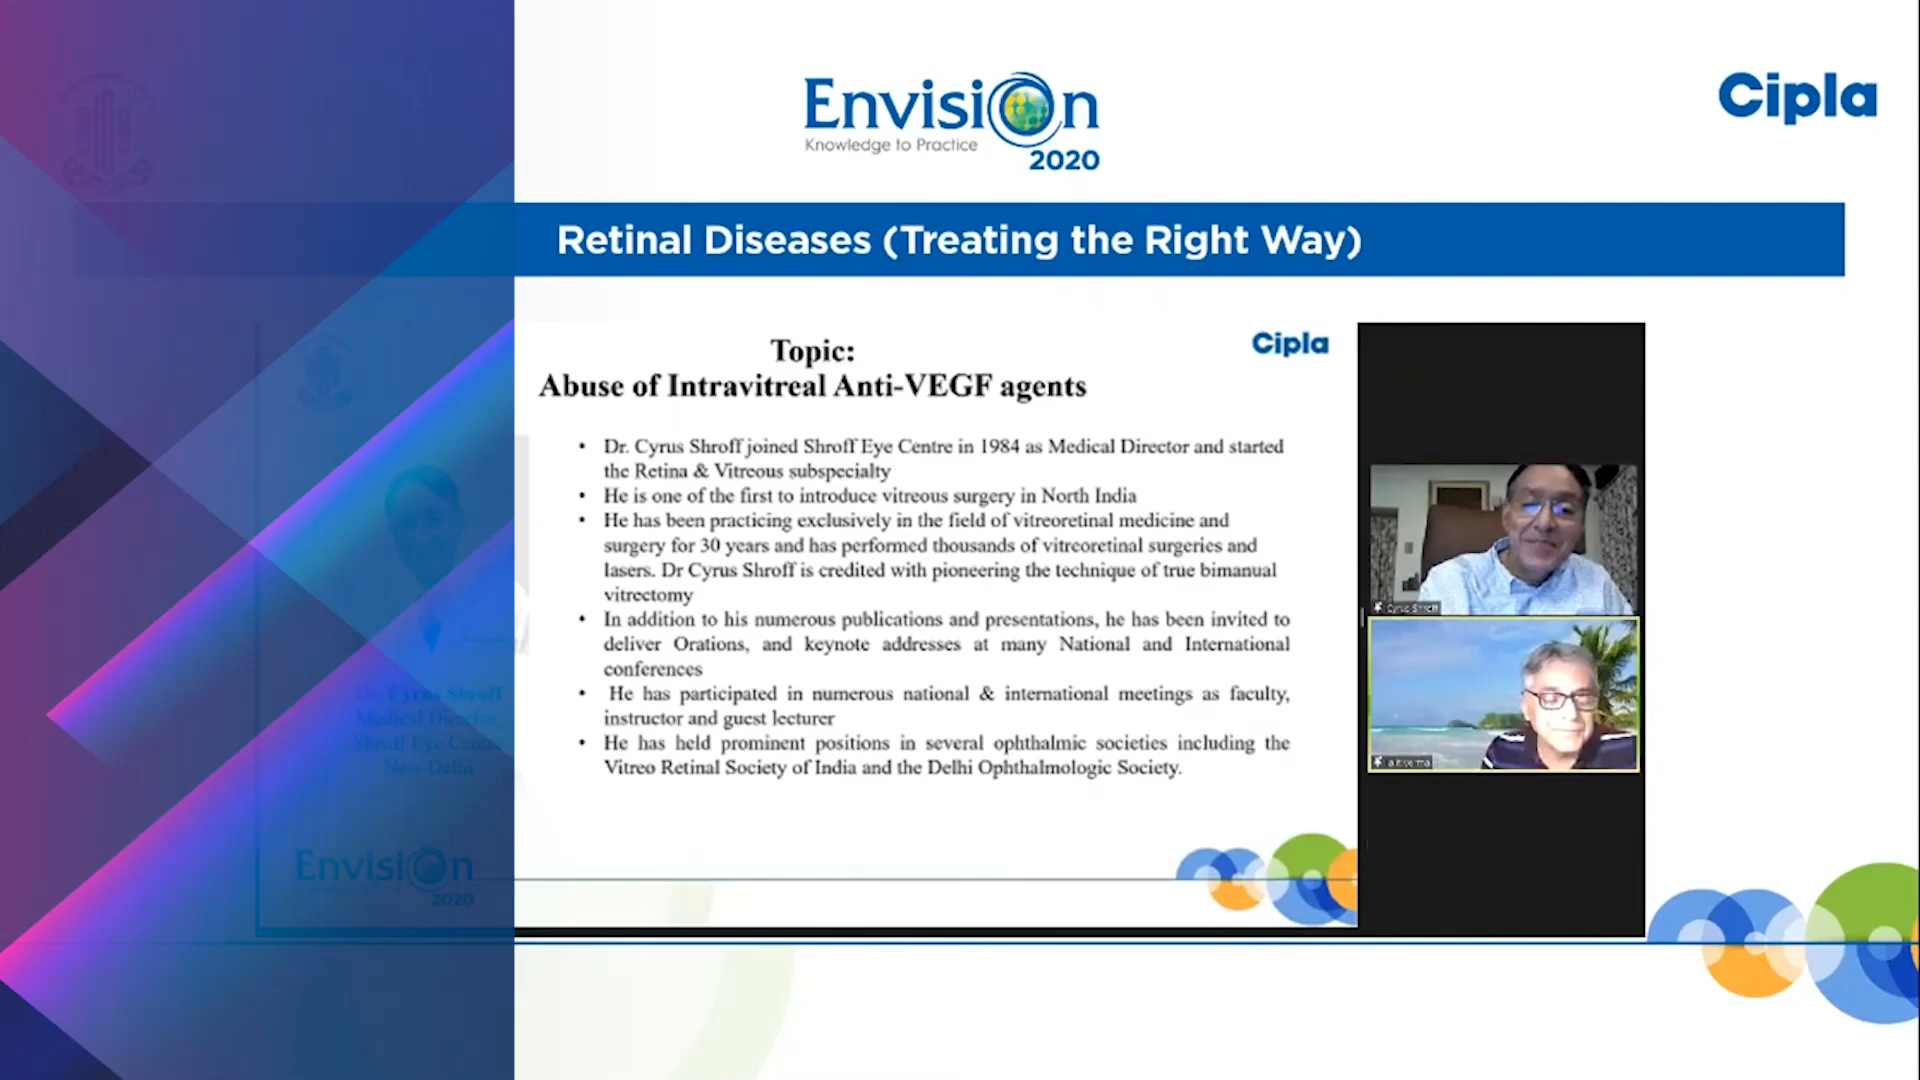 Envision
Knowledge to Practice
2020
Cipla
Retinal Diseases (Treating the Right Way)
Topic:
Abuse of Intravitreal Anti-VEGF agents
Cipla
• Dr. Cyrus Shroff joined Shroff Eye Centre in 1984 as Medical Director and started
the Retina & Vitreous subspecialty
• He is one of the first to introduce vitreous surgery in North India
• He has been practicing exclusively in the field of vitreoretinal medicine and
surgery for 30 years and has performed thousands of vitreoretinal surgeries and
lasers. Dr Cyrus Shroff is credited with pioneering the technique of true bimanual
vitrectomy
• In addition to his numerous publications and presentations, he has been invited to
deliver Orations, and keynote addresses at many National and International
conferences
• He has participated in numerous national & international meetings as faculty,
instructor and guest lecturer
• He has held prominent positions in several ophthalmic societies including the
Vitreo Retinal Society of India and the Delhi Ophthalmologic Society.
Dr. Cyrus Shroff
Medical Director,
Shroff Eye Centre
New Delhi
Envision
2020
Cyrus Shroff